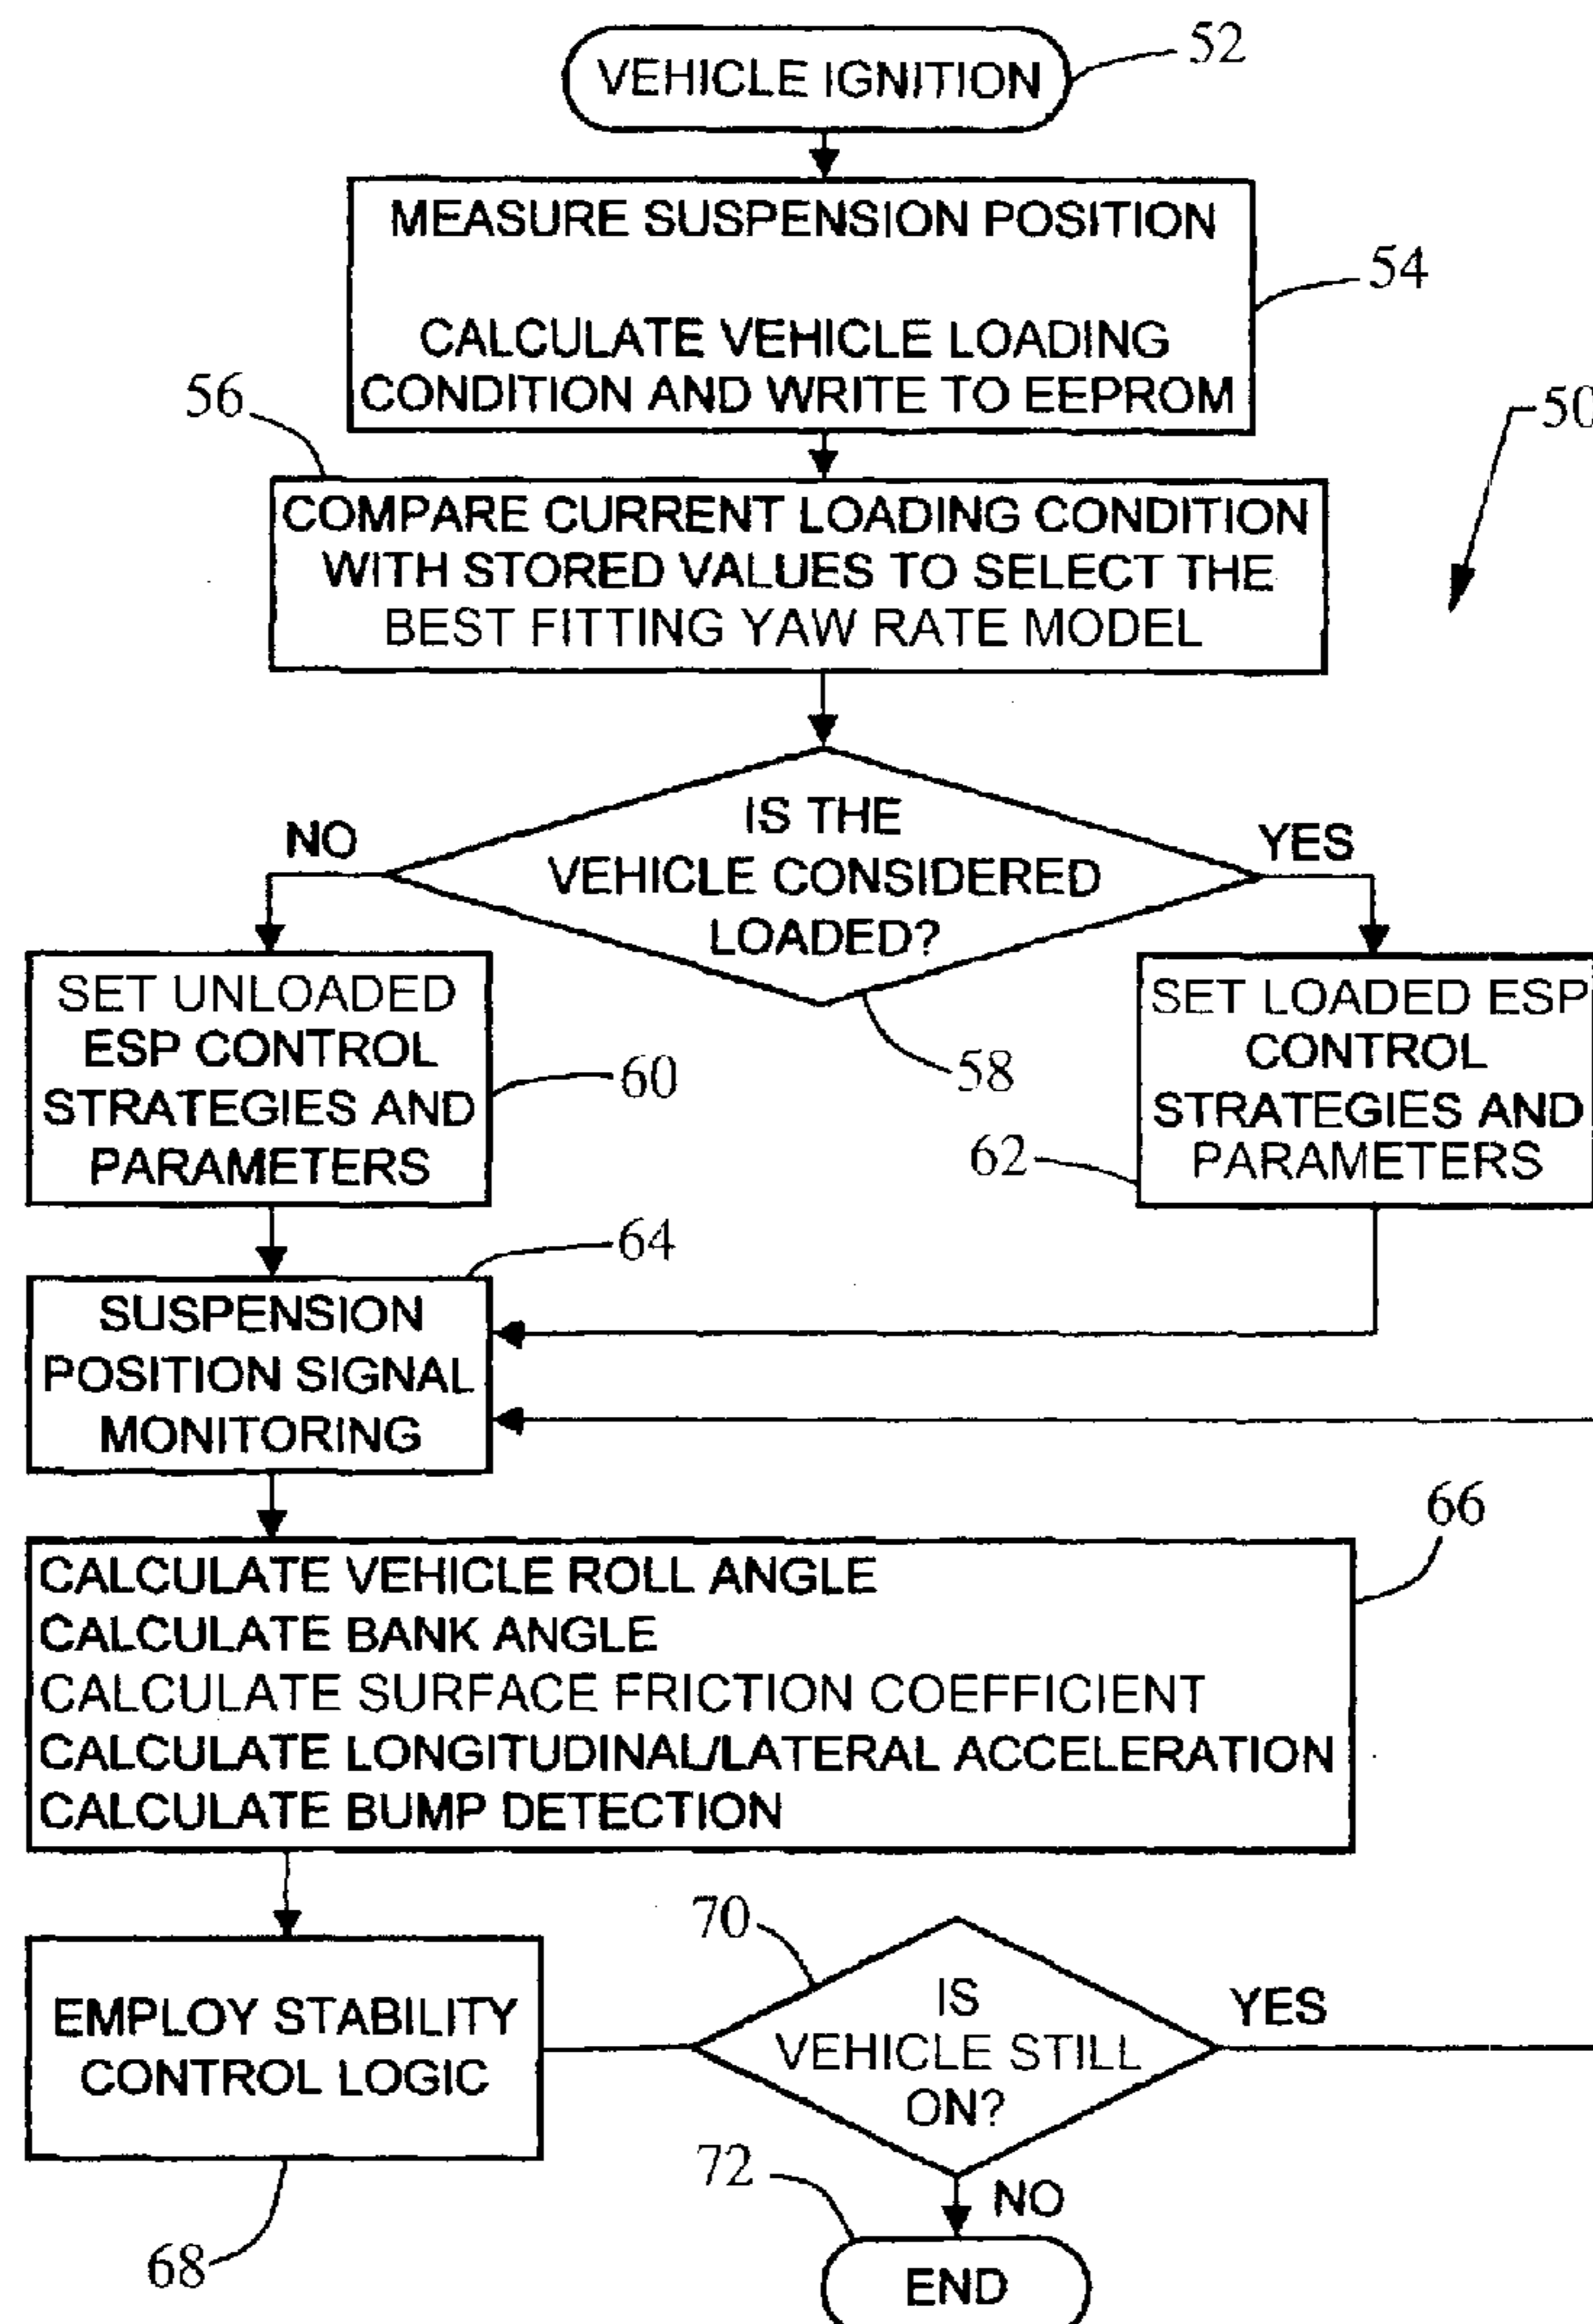 VEHICLE IGNITION
52
MEASURE SUSPENSION POSITION
CALCULATE VEHICLE LOADING
CONDITION AND WRITE TO EEPROM
54
56
50
COMPARE CURRENT LOADING CONDITION
WITH STORED VALUES TO SELECT THE
BEST FITTING YAW RATE MODEL
IS THE
VEHICLE CONSIDERED
LOADED?
NO
YES
58
SET UNLOADED
ESP CONTROL
STRATEGIES AND
PARAMETERS
60
SET LOADED ESP
CONTROL
STRATEGIES AND
PARAMETERS
62
64
SUSPENSION
POSITION SIGNAL
MONITORING
66
CALCULATE VEHICLE ROLL ANGLE
CALCULATE BANK ANGLE
CALCULATE SURFACE FRICTION COEFFICIENT
CALCULATE LONGITUDINAL/LATERAL ACCELERATION
CALCULATE BUMP DETECTION
EMPLOY STABILITY
CONTROL LOGIC
68
70
IS
VEHICLE STILL
ON?
YES
NO
72
END